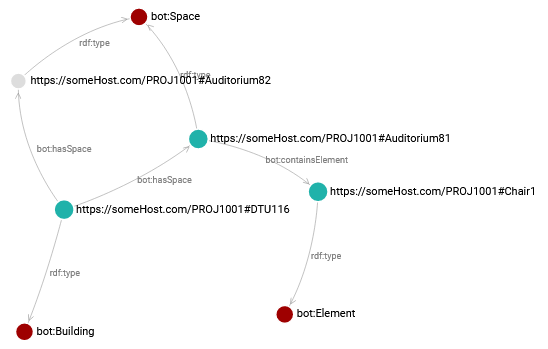 bot:Space
rdf:type
rdf:type
https://someHost.com/PROJ1001#Auditorium82
https://someHost.com/PROJ1001#Auditorium81
bot:hasSpace
bot:containsElement
bot:hasSpace
https://someHost.com/PROJ1001#Chair1
https://someHost.com/PROJ1001#DTU116
rdf:type
rdf:type
bot:Element
bot:Building